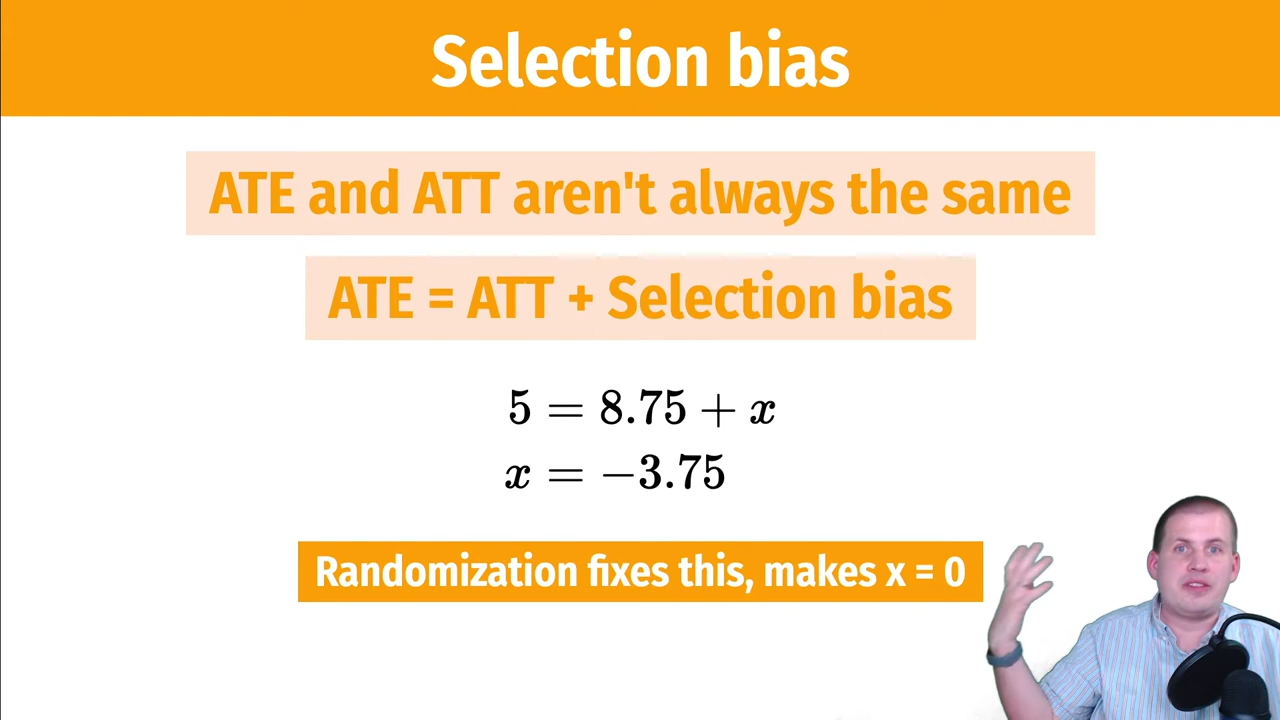 Selection bias
ATE and ATT aren't always the same
ATE = ATT + Selection bias
5 = 8.75 + x
x = −3.75
Randomization fixes this, makes x = 0